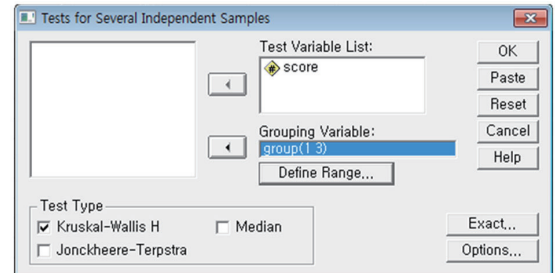 Tests for Several Independent Samples
Test Variable List:
score
OK
Paste
Reset
Cancel
Help
Grouping Variable:
group(1 3)
Define Range...
Test Type
Kruskal-Wallis H
Median
Jonckheere-Terpstra
Exact...
Options...